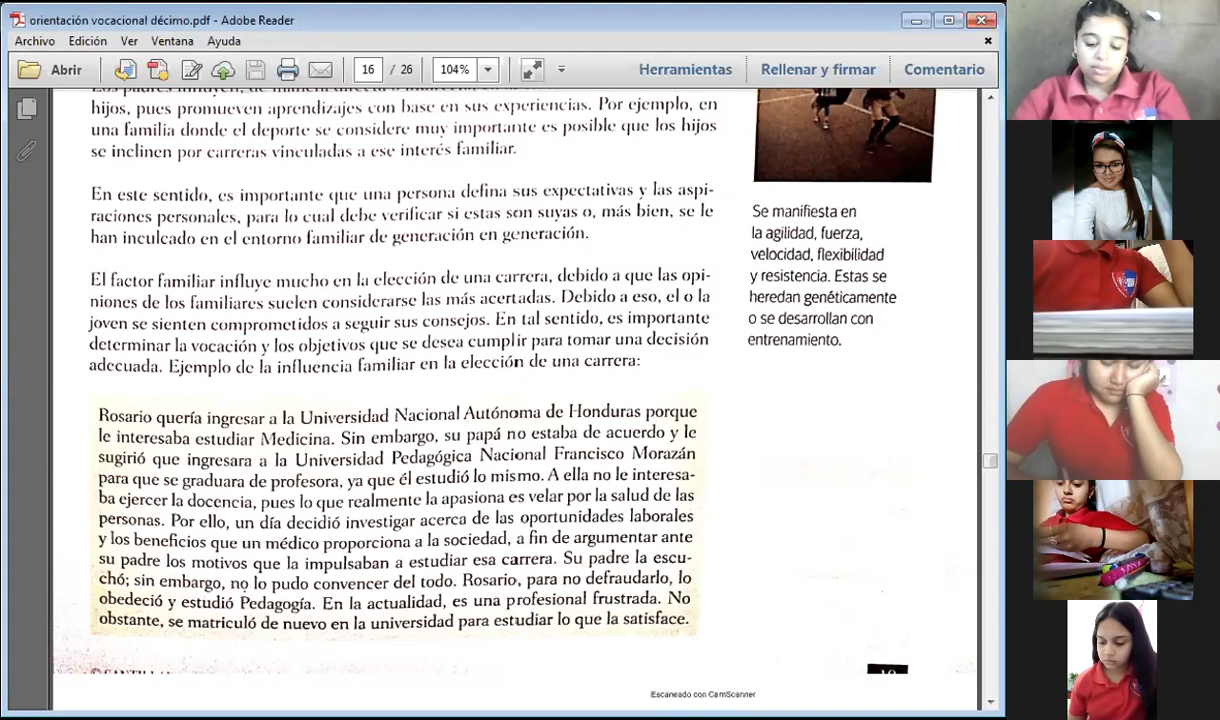 orientación vocacional décimo.pdf - Adobe Reader
Archivo Edición Ver Ventana Ayuda
Abrir 16 / 26 104% Herramientas Rellenar y firmar Comentario
hijos, pues promueven aprendizajes con base en sus experiencias. Por ejemplo, en
una familia donde el deporte se considere muy importante es posible que los hijos
se inclinen por carreras vinculadas a ese interés familiar.
En este sentido, es importante que una persona defina sus expectativas y las aspi-
raciones personales, para lo cual debe verificar si estas son suyas o, más bien, se le
han inculcado en el entorno familiar de generación en generación.
El factor familiar influye mucho en la elección de una carrera, debido a que las opi-
niones de los familiares suelen considerarse las más acertadas. Debido a eso, el o la
joven se sienten comprometidos a seguir sus consejos. En tal sentido, es importante
determinar la vocación y los objetivos que se desea cumplir para tomar una decisión
adecuada. Ejemplo de la influencia familiar en la elección de una carrera:
Rosario quería ingresar a la Universidad Nacional Autónoma de Honduras porque
le interesaba estudiar Medicina. Sin embargo, su papá no estaba de acuerdo y le
sugirió que ingresara a la Universidad Pedagógica Nacional Francisco Morazán
para que se graduara de profesora, ya que él estudió lo mismo. A ella no le interesa-
ba ejercer la docencia, pues lo que realmente la apasiona es velar por la salud de las
personas. Por ello, un día decidió investigar acerca de las oportunidades laborales
y los beneficios que un médico proporciona a la sociedad, a fin de argumentar ante
su padre los motivos que la impulsaban a estudiar esa carrera. Su padre la escu-
chó; sin embargo, no lo pudo convencer del todo. Rosario, para no defraudarlo, lo
obedeció y estudió Pedagogía. En la actualidad, es una profesional frustrada. No
obstante, se matriculó de nuevo en la universidad para estudiar lo que la satisface.
Se manifiesta en
la agilidad, fuerza,
velocidad, flexibilidad
y resistencia. Estas se
heredan genéticamente
o se desarrollan con
entrenamiento.
Escaneado con CamScanner